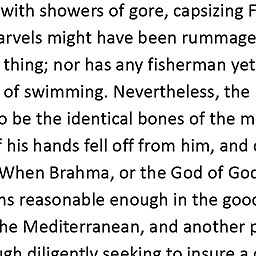 with showers of gore, capsizing F
arvels might have been rummage
thing; nor has any fisherman yet
of swimming. Nevertheless, the
o be the identical bones of the m
f his hands fell off from him, and
When Brahma, or the God of Goc
ns reasonable enough in the good
he Mediterranean, and another p
ugh diligently seeking to insure a